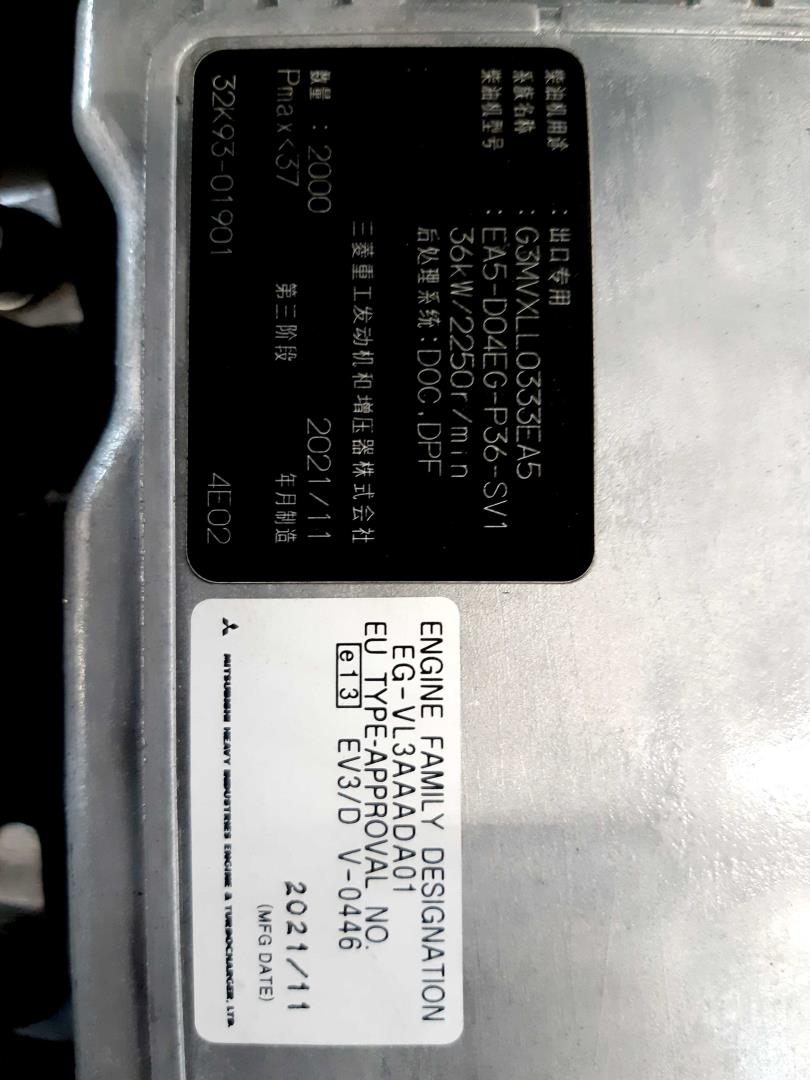 柴油机用途 : 出口专用
系族名称 : G3MVXLL0333EA5
柴油机型号 : EA5-D04EG-P36-SV1
36kW/2250r/min
后处理系统:DOC,DPF
三菱重工发动机和增压器株式会社
数量 : 2000 2021/11
Pmax<37 第三阶段 年月制造
32K93-01901 4E02
ENGINE FAMILY DESIGNATION
EG-VL3AAADA01
EU TYPE-APPROVAL NO.
e13 EV3/D V-0446
2021/11
(MFG DATE)
MITSUBISHI HEAVY INDUSTRIES ENGINE & TURBOCHARGER, LTD.